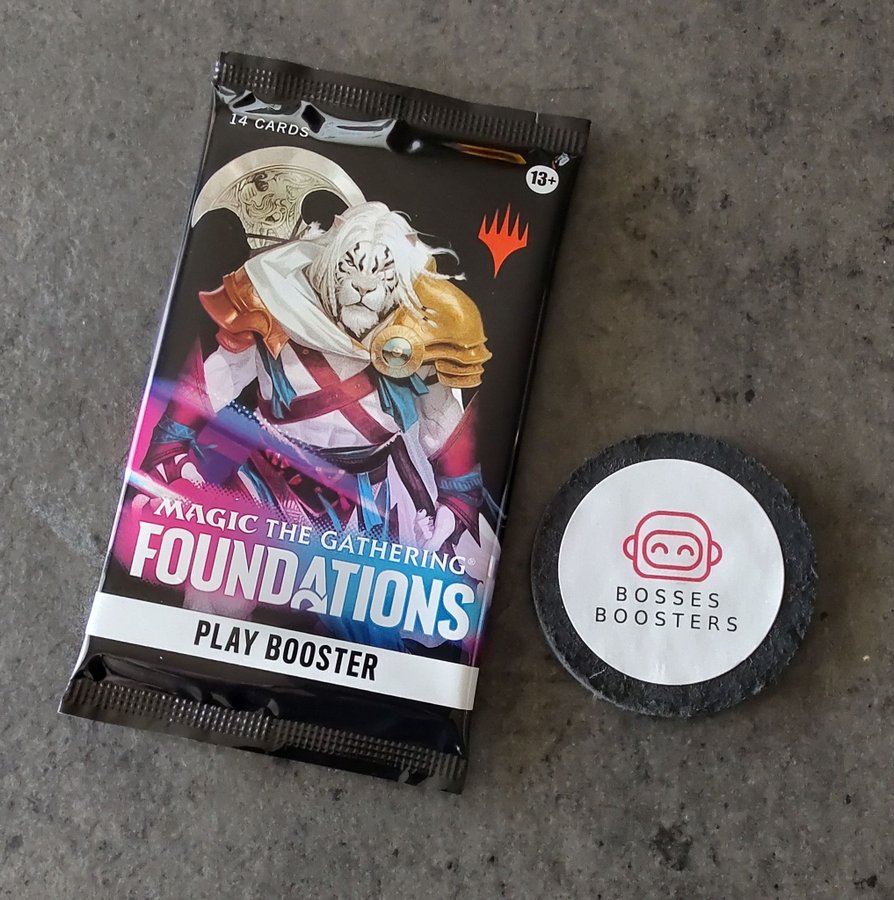 14 CARDS
13+
MAGIC THE GATHERING®
FOUNDATIONS
PLAY BOOSTER
BOSSES
BOOSTERS